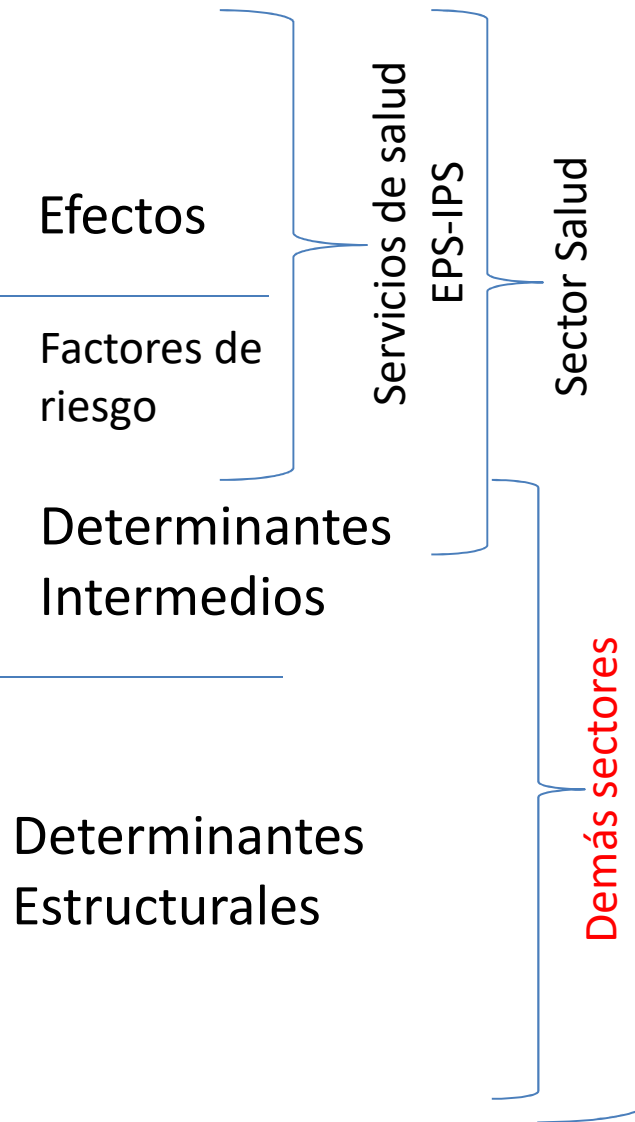 Efectos
Factores de
riesgo
Determinantes
Intermedios
Determinantes
Estructurales
Servicios de salud
EPS-IPS
Sector Salud
Demás sectores